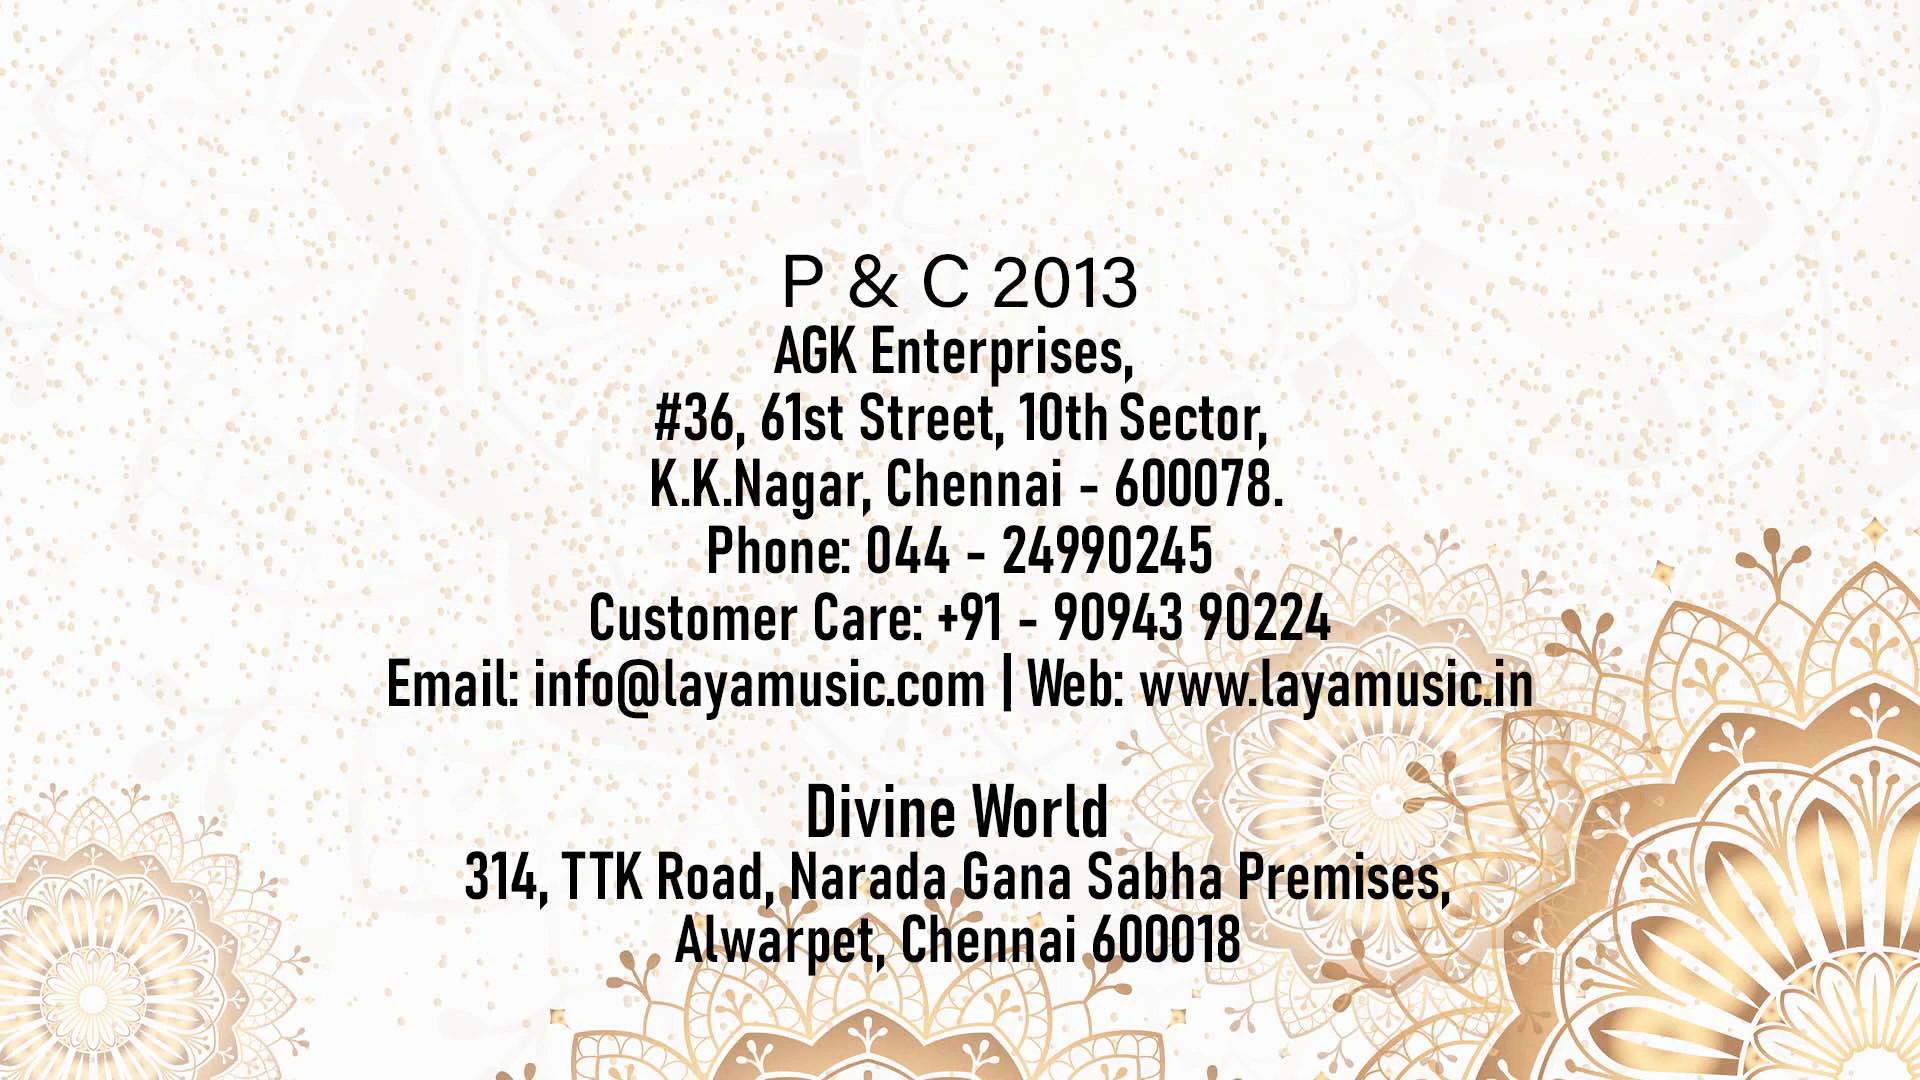 P & C 2013
AGK Enterprises,
#36, 61st Street, 10th Sector,
K.K.Nagar, Chennai - 600078.
Phone: 044 - 24990245
Customer Care: +91 - 90943 90224
Email: info@layamusic.com | Web: www.layamusic.in
Divine World
314, TTK Road, Narada Gana Sabha Premises,
Alwarpet, Chennai 600018